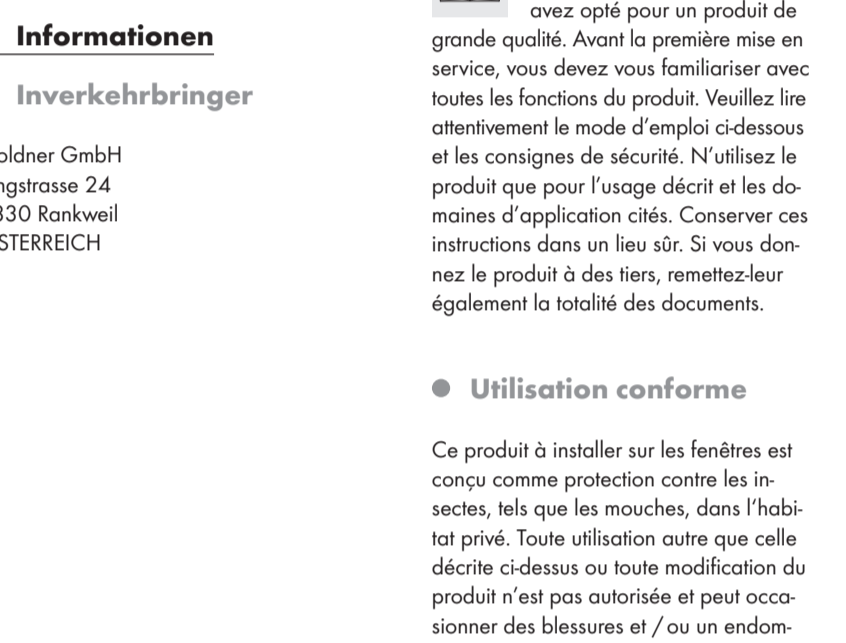 Informationen
Inverkehrbringer
oldner GmbH
ngstrasse 24
330 Rankweil
STERREICH
avez opté pour un produit de
grande qualité. Avant la première mise en
service, vous devez vous familiariser avec
toutes les fonctions du produit. Veuillez lire
attentivement le mode d’emploi ci-dessous
et les consignes de sécurité. N’utilisez le
produit que pour l’usage décrit et les do-
maines d’application cités. Conserver ces
instructions dans un lieu sûr. Si vous don-
nez le produit à des tiers, remettez-leur
également la totalité des documents.
● Utilisation conforme
Ce produit à installer sur les fenêtres est
conçu comme protection contre les in-
sectes, tels que les mouches, dans l’habi-
tat privé. Toute utilisation autre que celle
décrite ci-dessus ou toute modification du
produit n’est pas autorisée et peut occa-
sionner des blessures et / ou un endom-